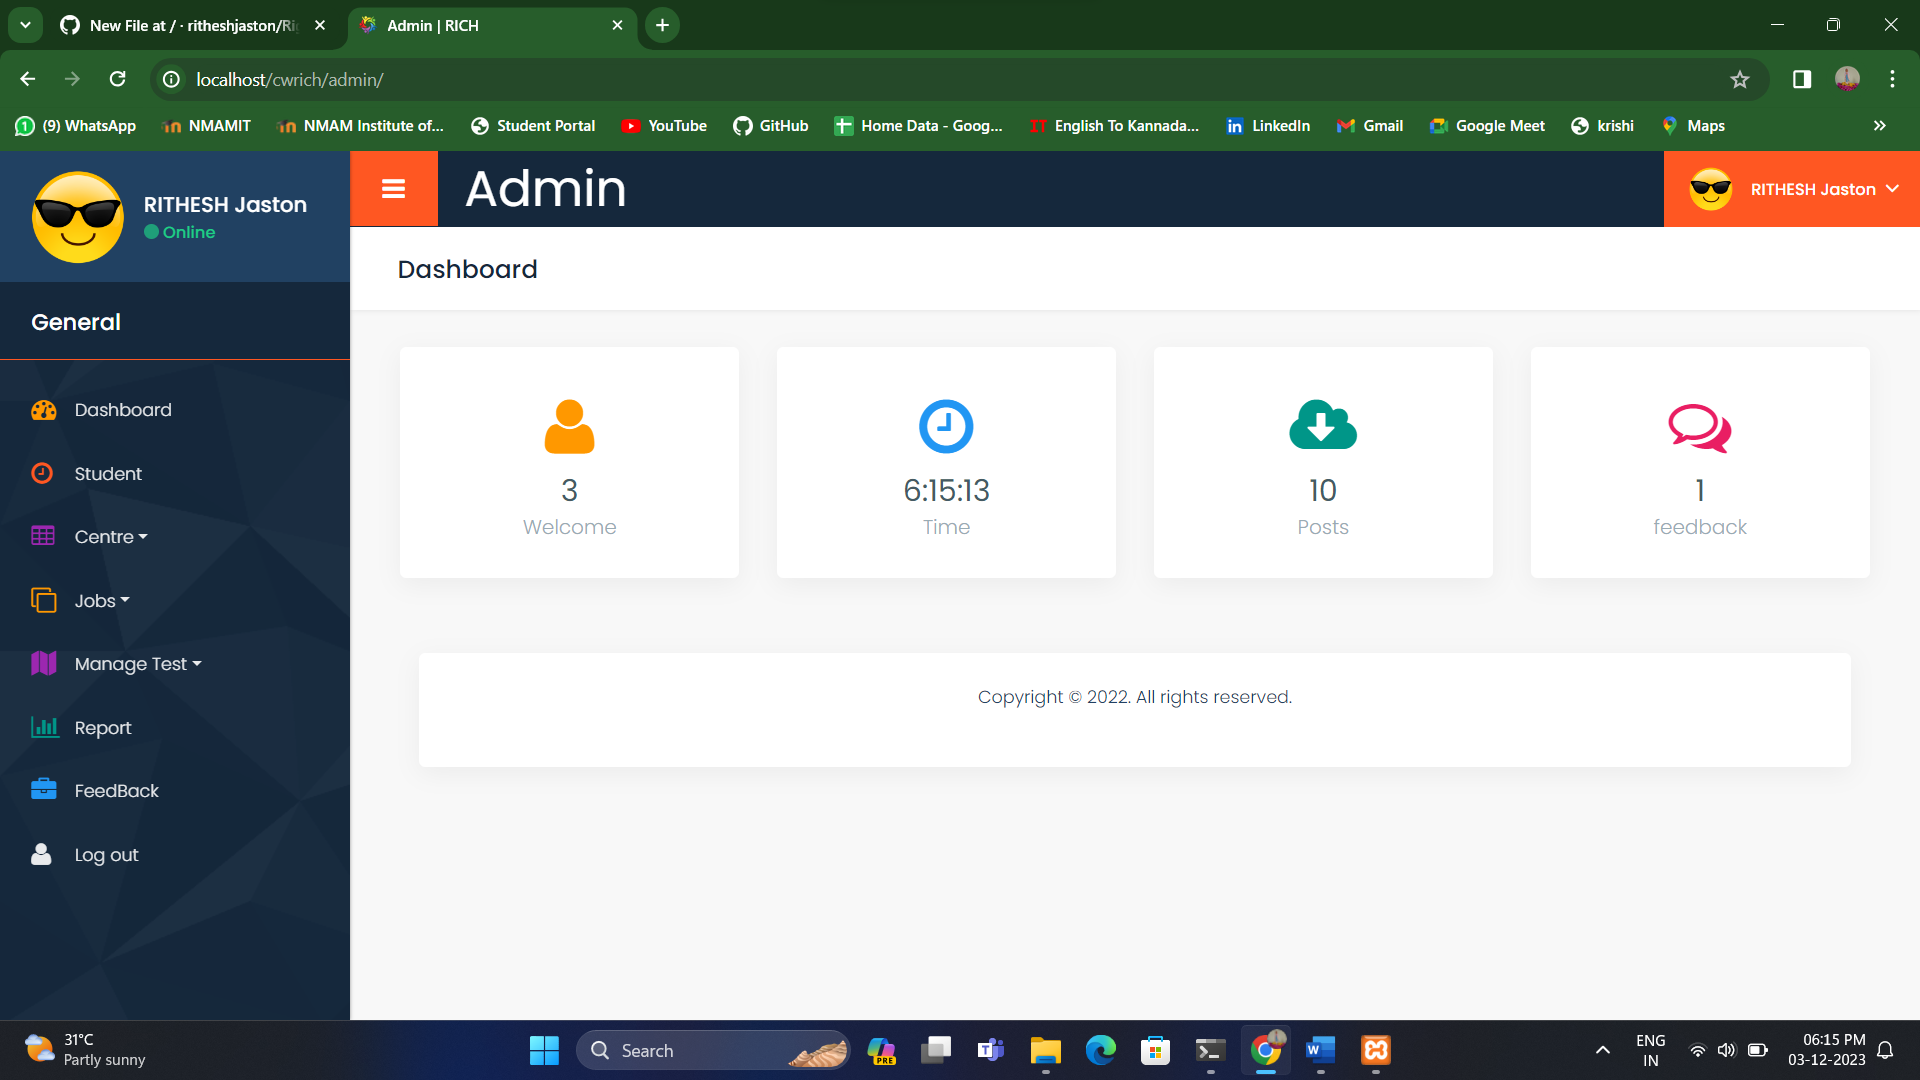 New File at / · ritheshjaston/Ri
Admin | RICH
localhost/cwrich/admin/
(9) WhatsApp
NMAMIT
NMAM Institute of...
Student Portal
YouTube
GitHub
Home Data - Goog...
IT English To Kannada...
LinkedIn
Gmail
Google Meet
krishi
Maps
RITHESH Jaston
Online
Admin
RITHESH Jaston
Dashboard
General
Dashboard
Student
Centre
Jobs
Manage Test
Report
FeedBack
Log out
3
Welcome
6:15:13
Time
10
Posts
1
feedback
Copyright © 2022. All rights reserved.
31°C
Partly sunny
Search
PRE
ENG
IN
06:15 PM
03-12-2023